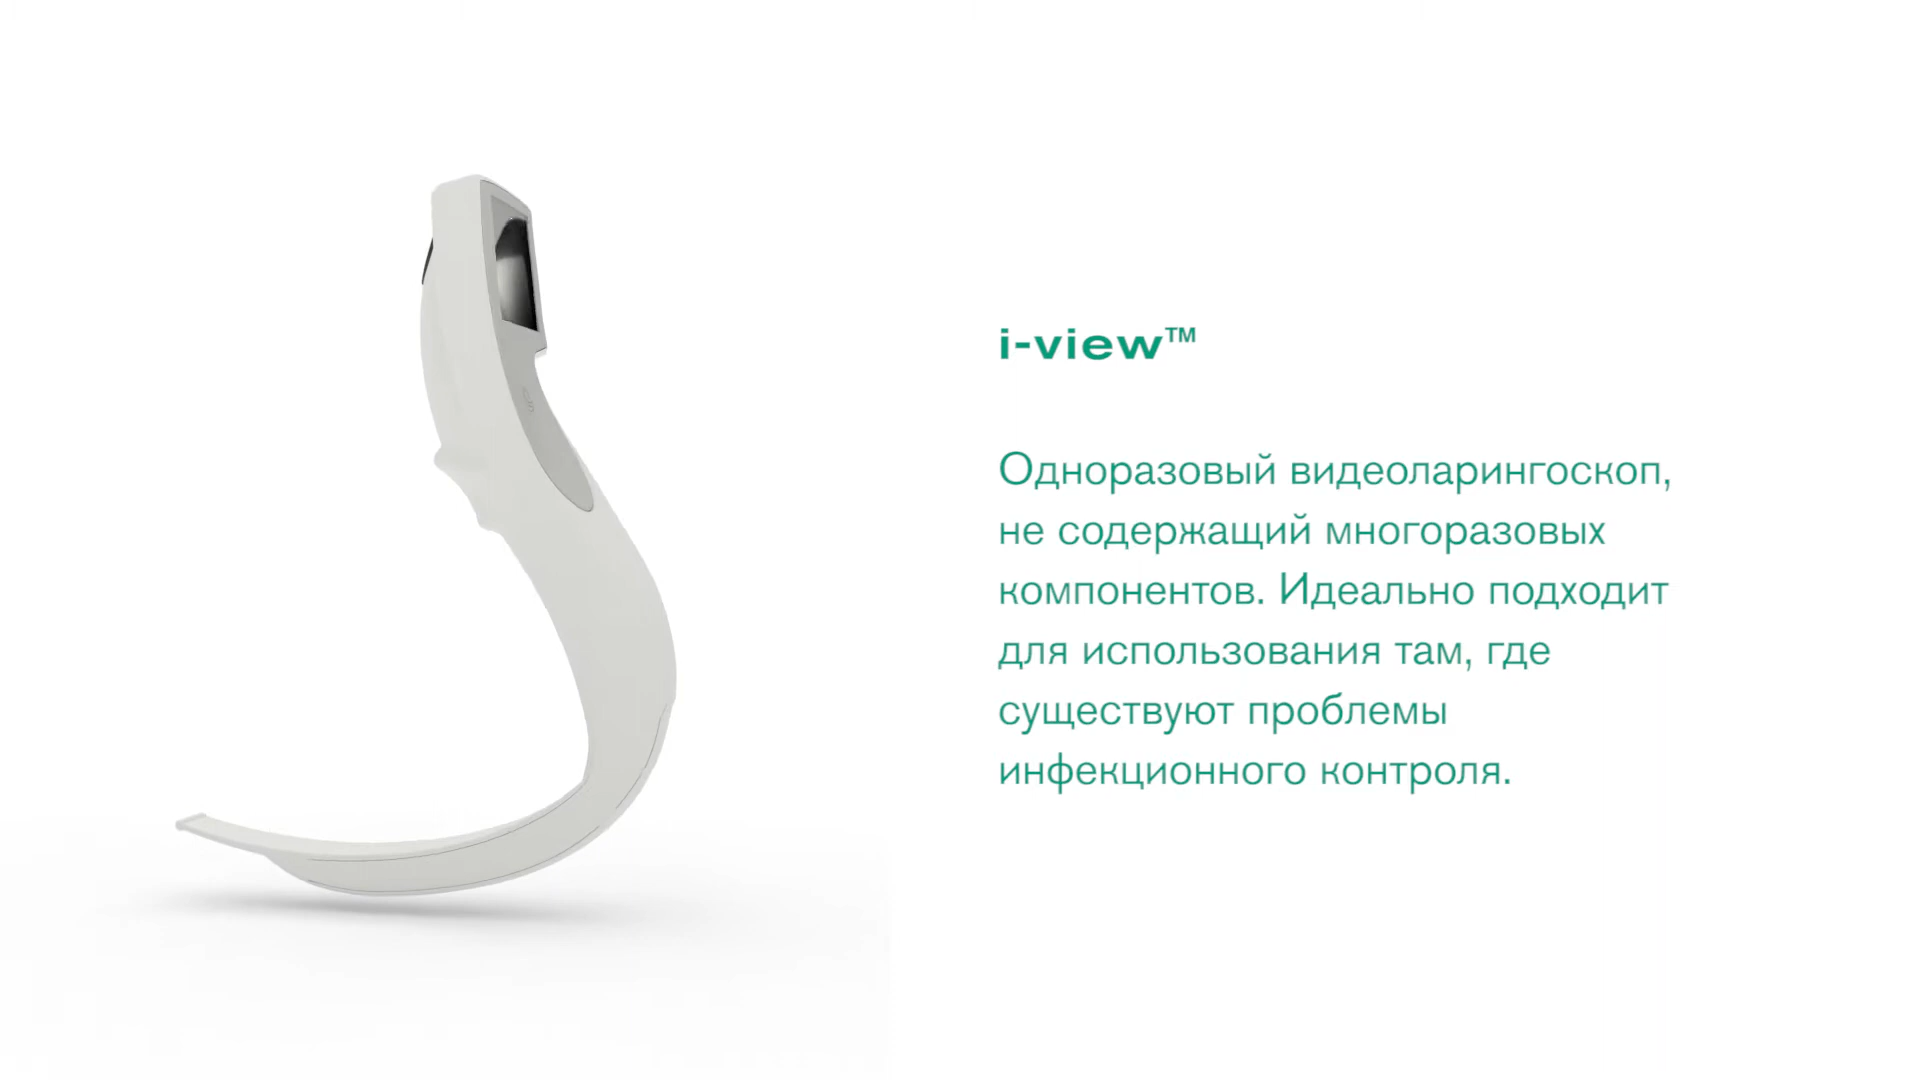 i-view™
Одноразовый видеоларингоскоп,
не содержащий многоразовых
компонентов. Идеально подходит
для использования там, где
существуют проблемы
инфекционного контроля.